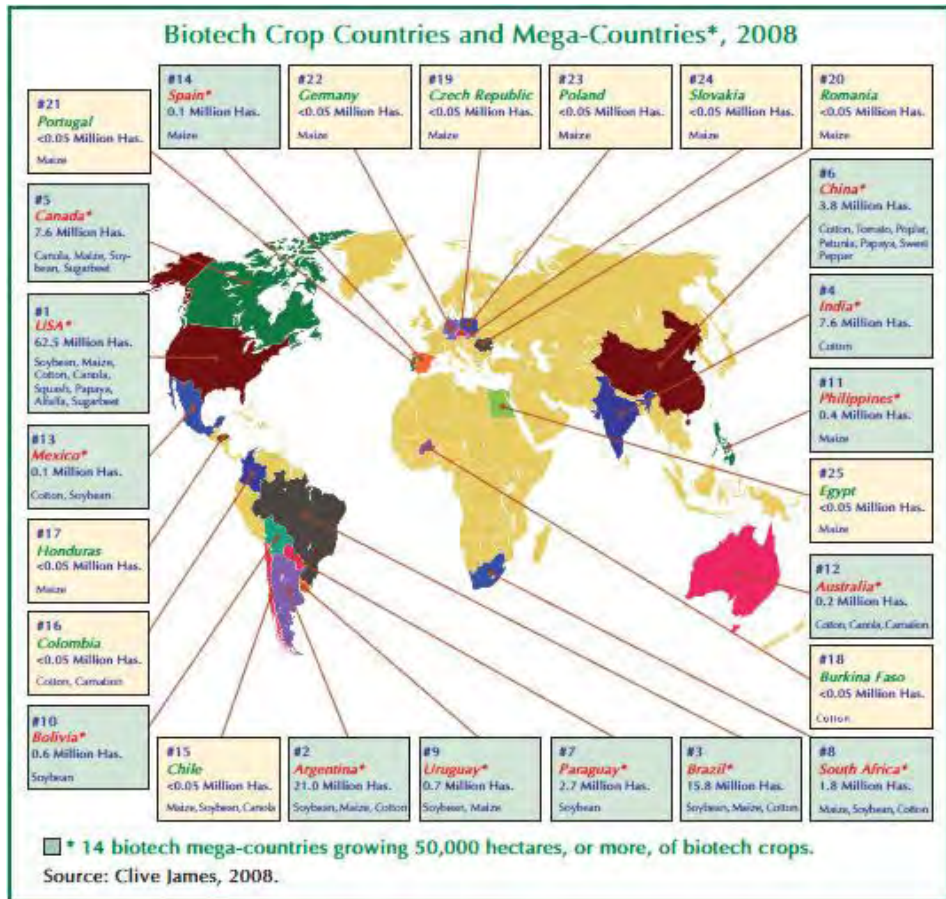 Biotech Crop Countries and Mega-Countries*, 2008
#21
Portugal
<0.05 Million Has.
Maize
#14
Spain*
0.1 Million Has.
Maize
#22
Germany
<0.05 Million Has.
Maize
#19
Czech Republic
<0.05 Million Has.
Maize
#23
Poland
<0.05 Million Has.
Maize
#24
Slovakia
<0.05 Million Has.
Maize
#20
Romania
<0.05 Million Has.
Maize
#5
Canada*
7.6 Million Has.
Canola, Maize, Soy-
bean, Sugarbeet
#6
China*
3.8 Million Has.
Cotton, Tomato, Poplar,
Petunia, Papaya, Sweet
Pepper
#1
USA*
62.5 Million Has.
Soybean, Maize,
Cotton, Canola,
Squash, Papaya,
Alfalfa, Sugarbeet
#4
India*
7.6 Million Has.
Cotton
#11
Philippines*
0.4 Million Has.
Maize
#13
Mexico*
0.1 Million Has.
Cotton, Soybean
#25
Egypt
<0.05 Million Has.
Maize
#17
Honduras
<0.05 Million Has.
Maize
#12
Australia*
0.2 Million Has.
Cotton, Canola, Carnation
#16
Colombia
<0.05 Million Has.
Cotton, Carnation
#18
Burkina Faso
<0.05 Million Has.
Cotton
#10
Bolivia*
0.6 Million Has.
Soybean
#15
Chile
<0.05 Million Has.
Maize, Soybean, Canola
#2
Argentina*
21.0 Million Has.
Soybean, Maize, Cotton
#9
Uruguay*
0.7 Million Has.
Soybean, Maize
#7
Paraguay*
2.7 Million Has.
Soybean
#3
Brazil*
15.8 Million Has.
Soybean, Maize, Cotton
#8
South Africa*
1.8 Million Has.
Maize, Soybean, Cotton
* 14 biotech mega-countries growing 50,000 hectares, or more, of biotech crops.
Source: Clive James, 2008.